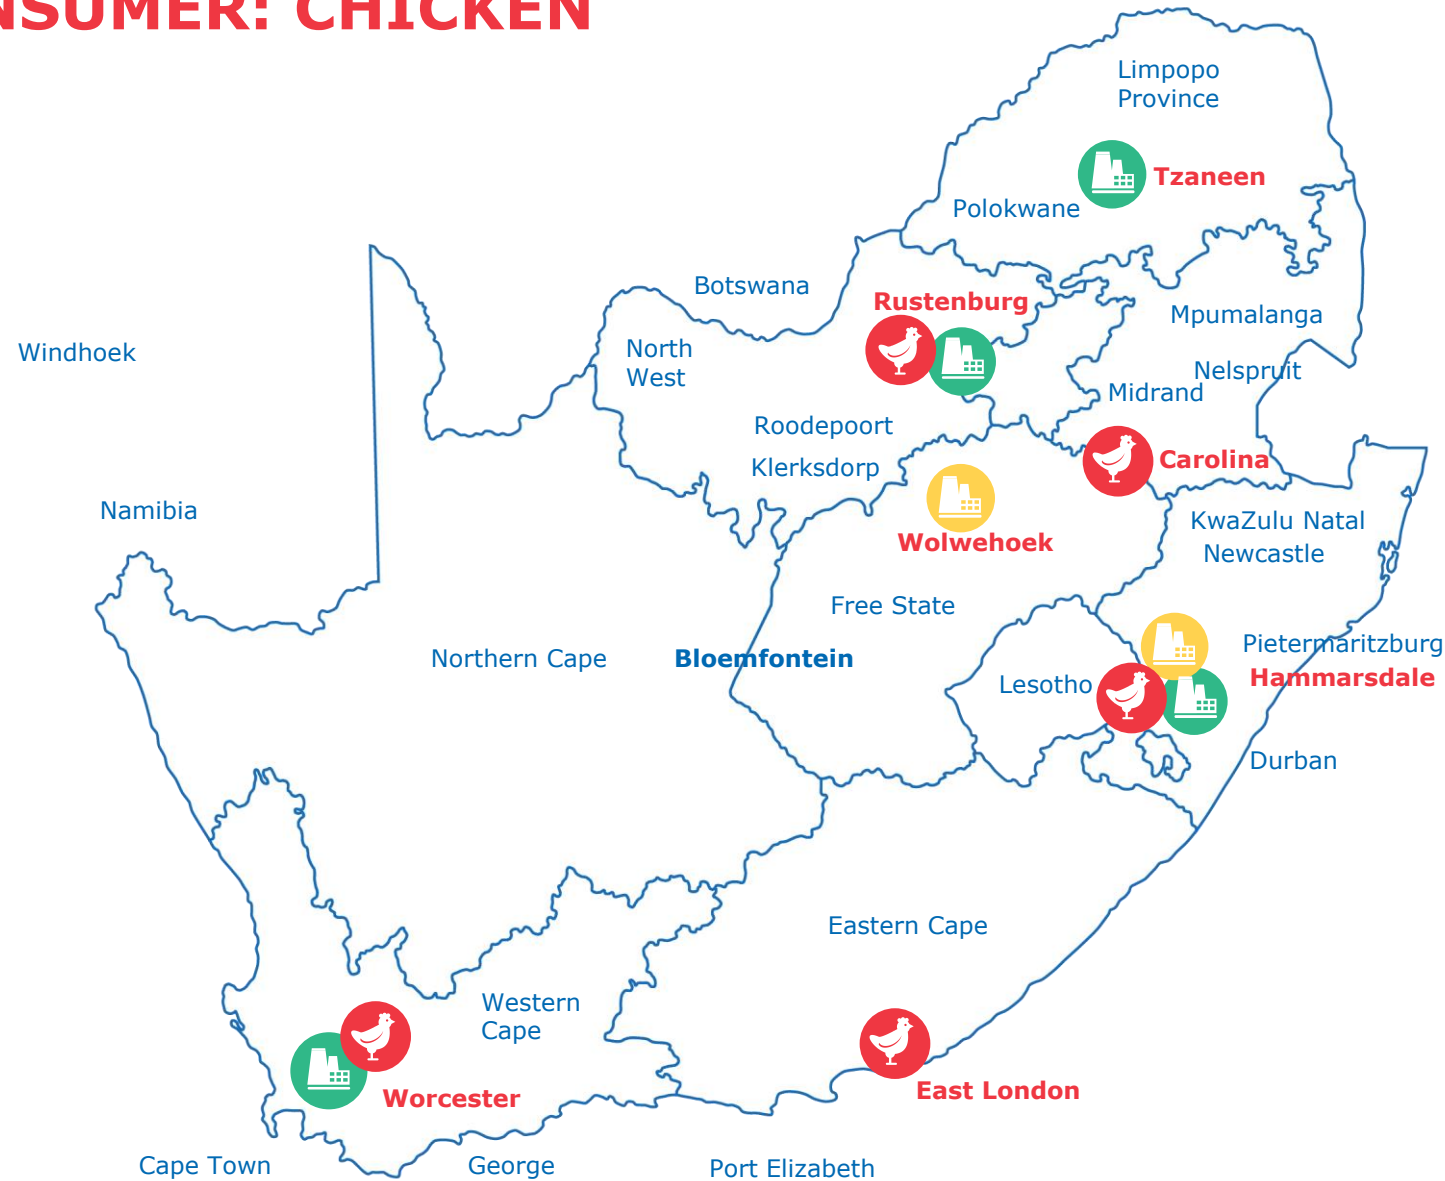 NSUMER: CHICKEN
Limpopo
Province
Tzaneen
Polokwane
Botswana
Rustenburg
Mpumalanga
Windhoek
North
West
Nelspruit
Midrand
Roodepoort
Klerksdorp
Carolina
Namibia
KwaZulu Natal
Newcastle
Wolwehoek
Free State
Northern Cape
Bloemfontein
Pietermaritzburg
Hammarsdale
Lesotho
Durban
Eastern Cape
Western
Cape
Worcester
East London
Cape Town
George
Port Elizabeth